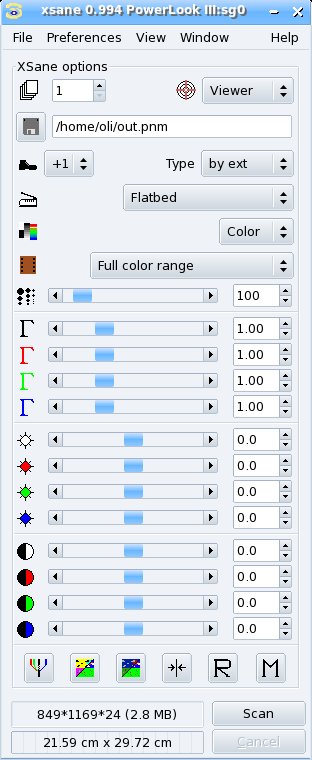 xsane 0.994 PowerLook III:sg0
File Preferences View Window Help
XSane options
1 Viewer
/home/oli/out.pnm
+1 Type by ext
Flatbed
Color
Full color range
100
1.00
1.00
1.00
1.00
0.0
0.0
0.0
0.0
0.0
0.0
0.0
0.0
R M
849*1169*24 (2.8 MB) Scan
21.59 cm x 29.72 cm Cancel